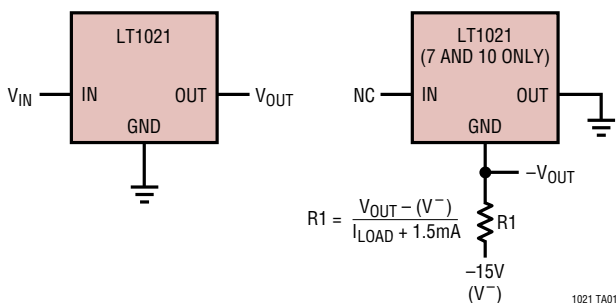 LT1021
V_IN IN OUT V_OUT
GND
LT1021
(7 AND 10 ONLY)
NC IN OUT
GND
–V_OUT
R1 = V_OUT – (V⁻) / I_LOAD + 1.5mA
R1
–15V
(V⁻)
1021 TA01